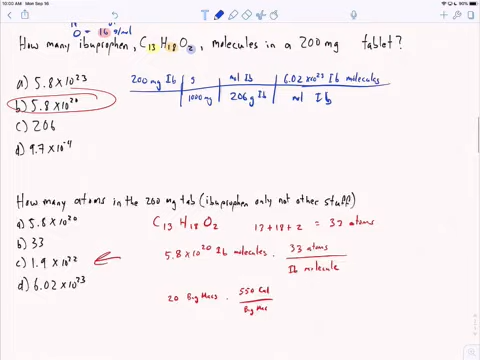 10:00 AM Mon Sep 16
O = 16 g/mol
How many ibuprophen, C13H18O2, molecules in a 200 mg tablet?
a) 5.8 x 10^23
b) 5.8 x 10^20
c) 206
d) 9.7 x 10^-4
200 mg Ib | g | mol Ib | 6.02 x 10^23 Ib molecules
1000 mg | 206 g Ib | mol Ib
How many atoms in the 200 mg tab (ibuprophen only not other stuff)
a) 5.8 x 10^20
b) 33
c) 1.9 x 10^22
d) 6.02 x 10^23
C13 H18 O2 13 + 18 + 2 = 33 atoms
5.8 x 10^20 Ib molecules · 33 atoms
Ib molecule
20 Big Macs · 550 Cal
Big Mac